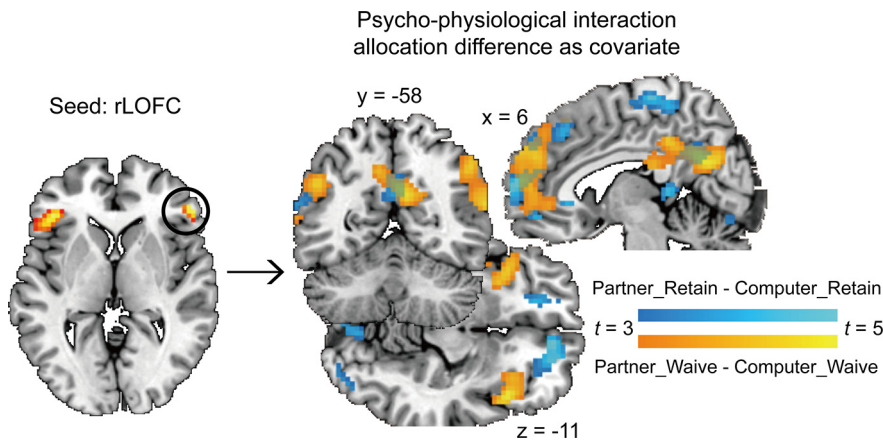 Psycho-physiological interaction
allocation difference as covariate
Seed: rLOFC
y = -58
x = 6
Partner_Retain - Computer_Retain
t = 3
t = 5
Partner_Waive - Computer_Waive
z = -11